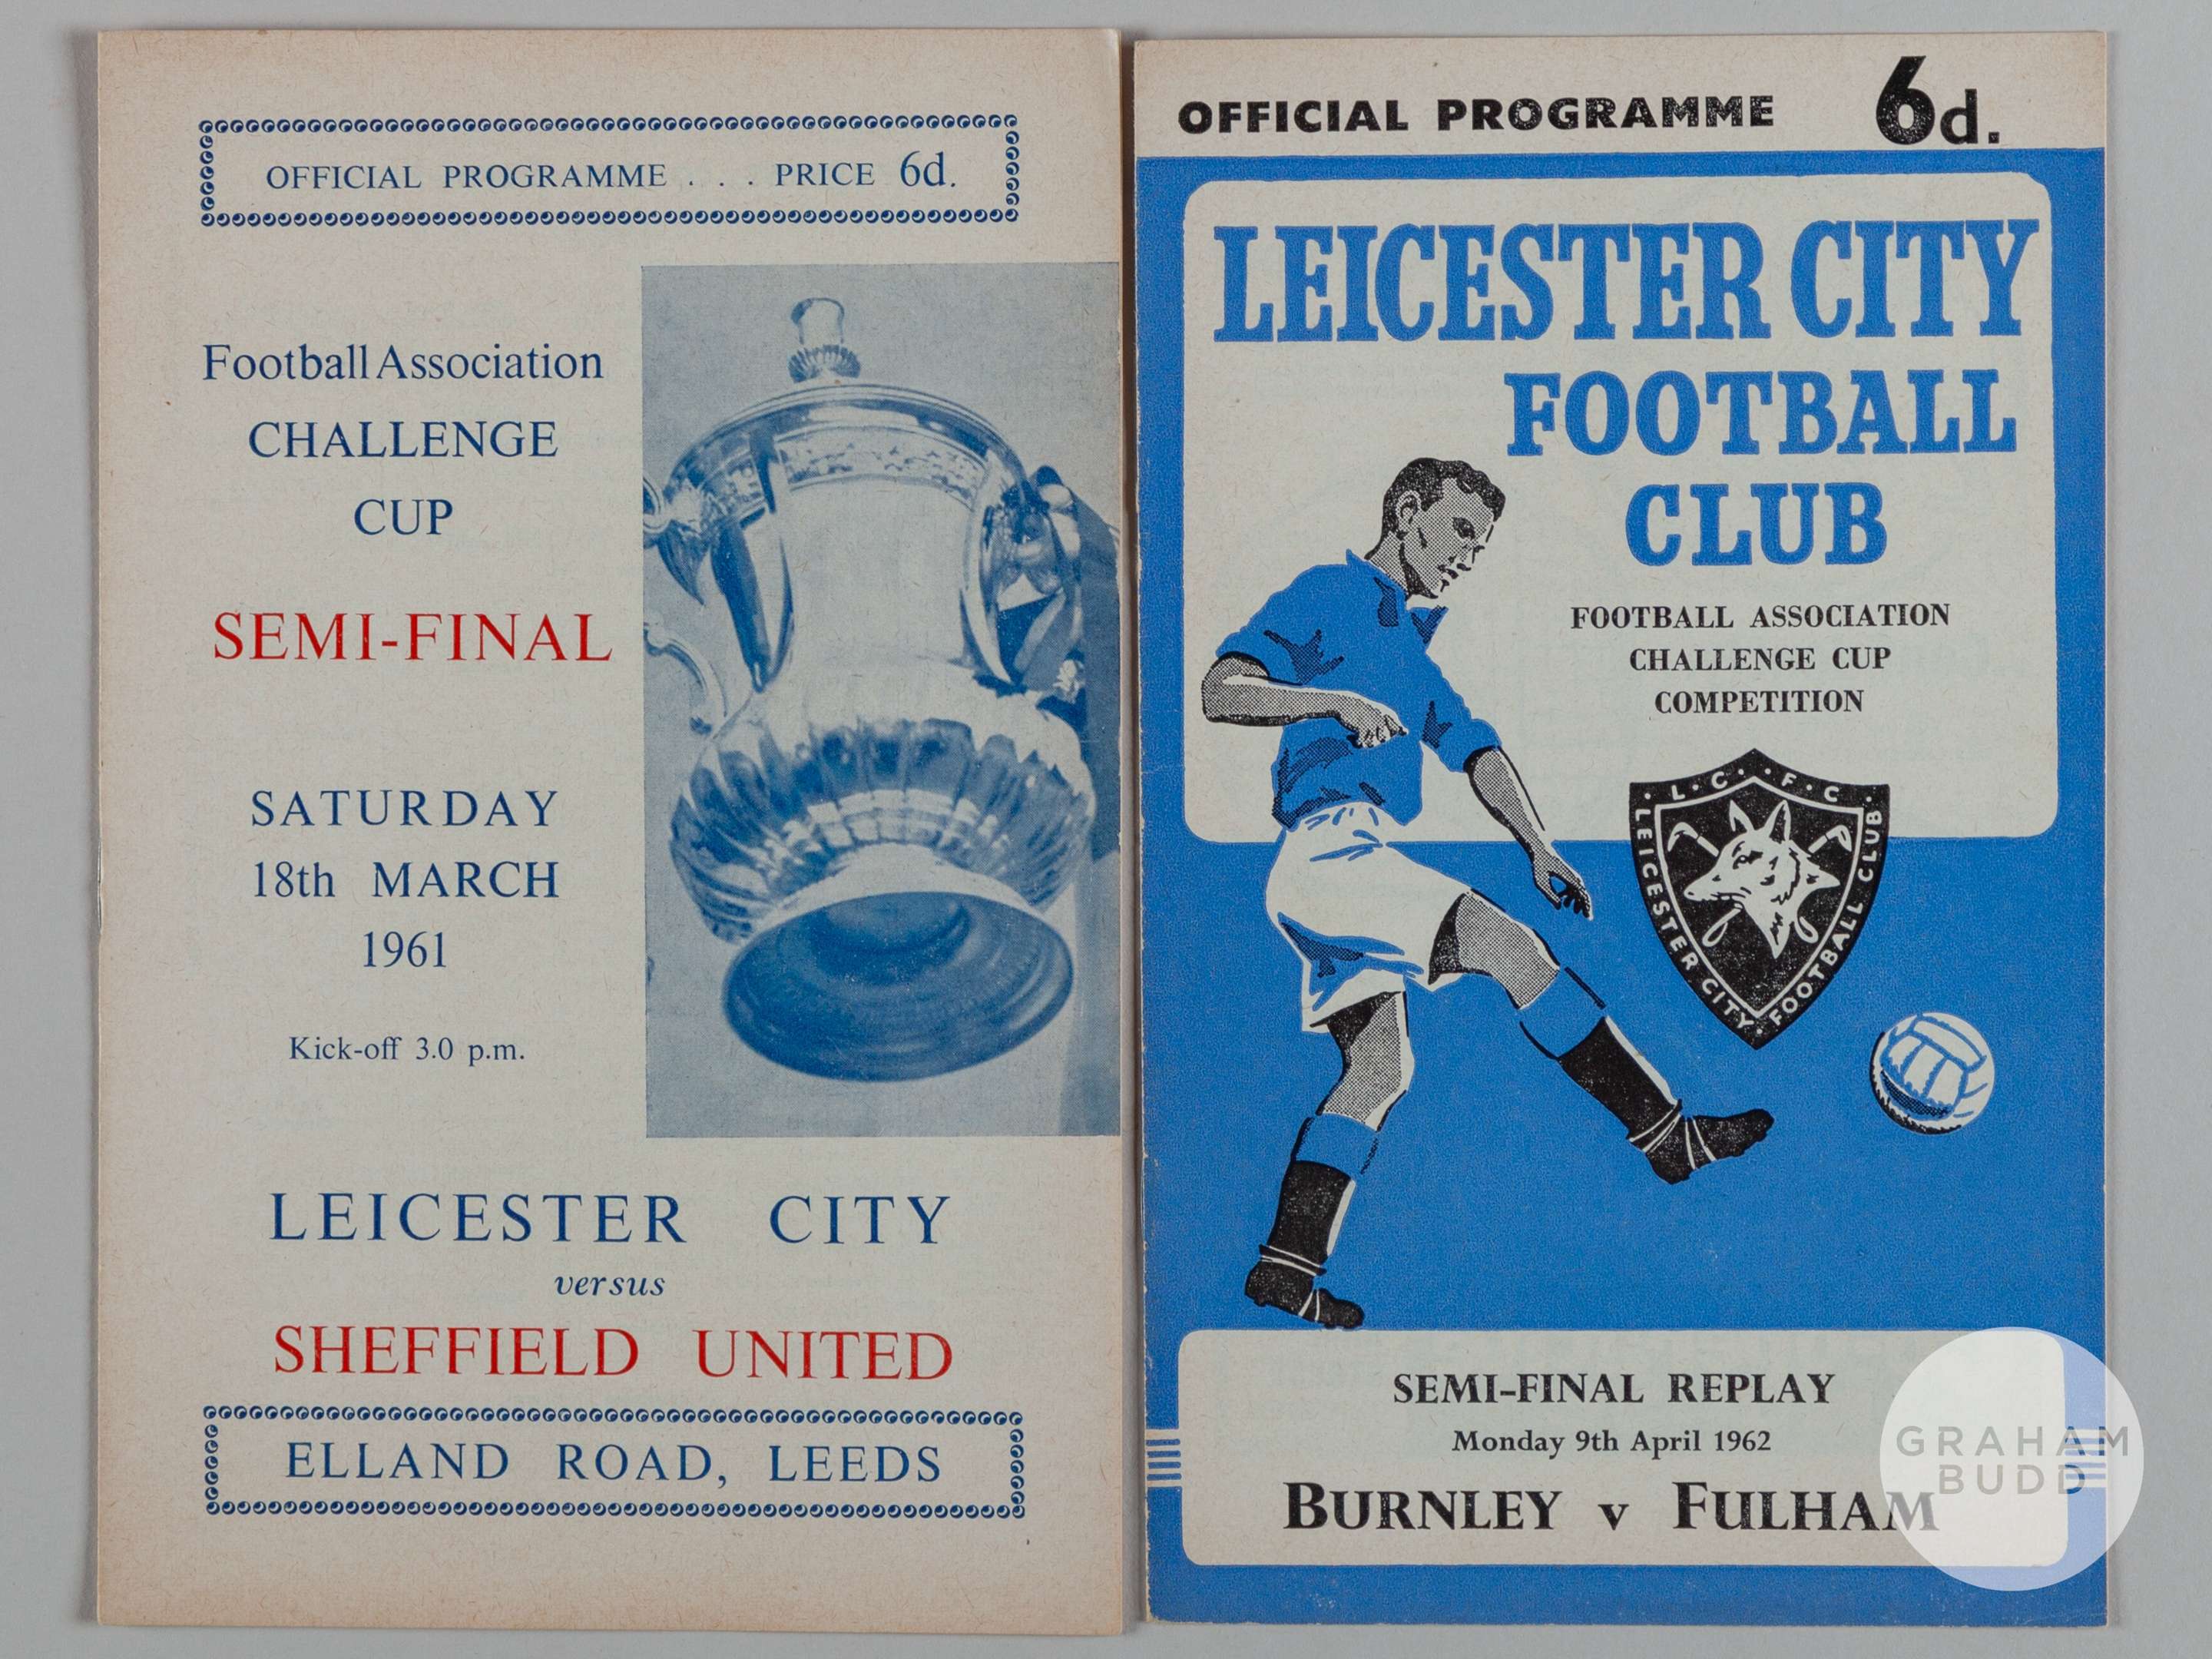 OFFICIAL PROGRAMME . . . PRICE 6d.
Football Association
CHALLENGE
CUP
SEMI-FINAL
SATURDAY
18th MARCH
1961
Kick-off 3.0 p.m.
LEICESTER CITY
versus
SHEFFIELD UNITED
ELLAND ROAD, LEEDS
OFFICIAL PROGRAMME 6d.
LEICESTER CITY
FOOTBALL
CLUB
FOOTBALL ASSOCIATION
CHALLENGE CUP
COMPETITION
· L · C · · F · C ·
LEICESTER CITY · FOOTBALL CLUB
SEMI-FINAL REPLAY
Monday 9th April 1962
BURNLEY v FULHAM
GRAHAM
BUDD